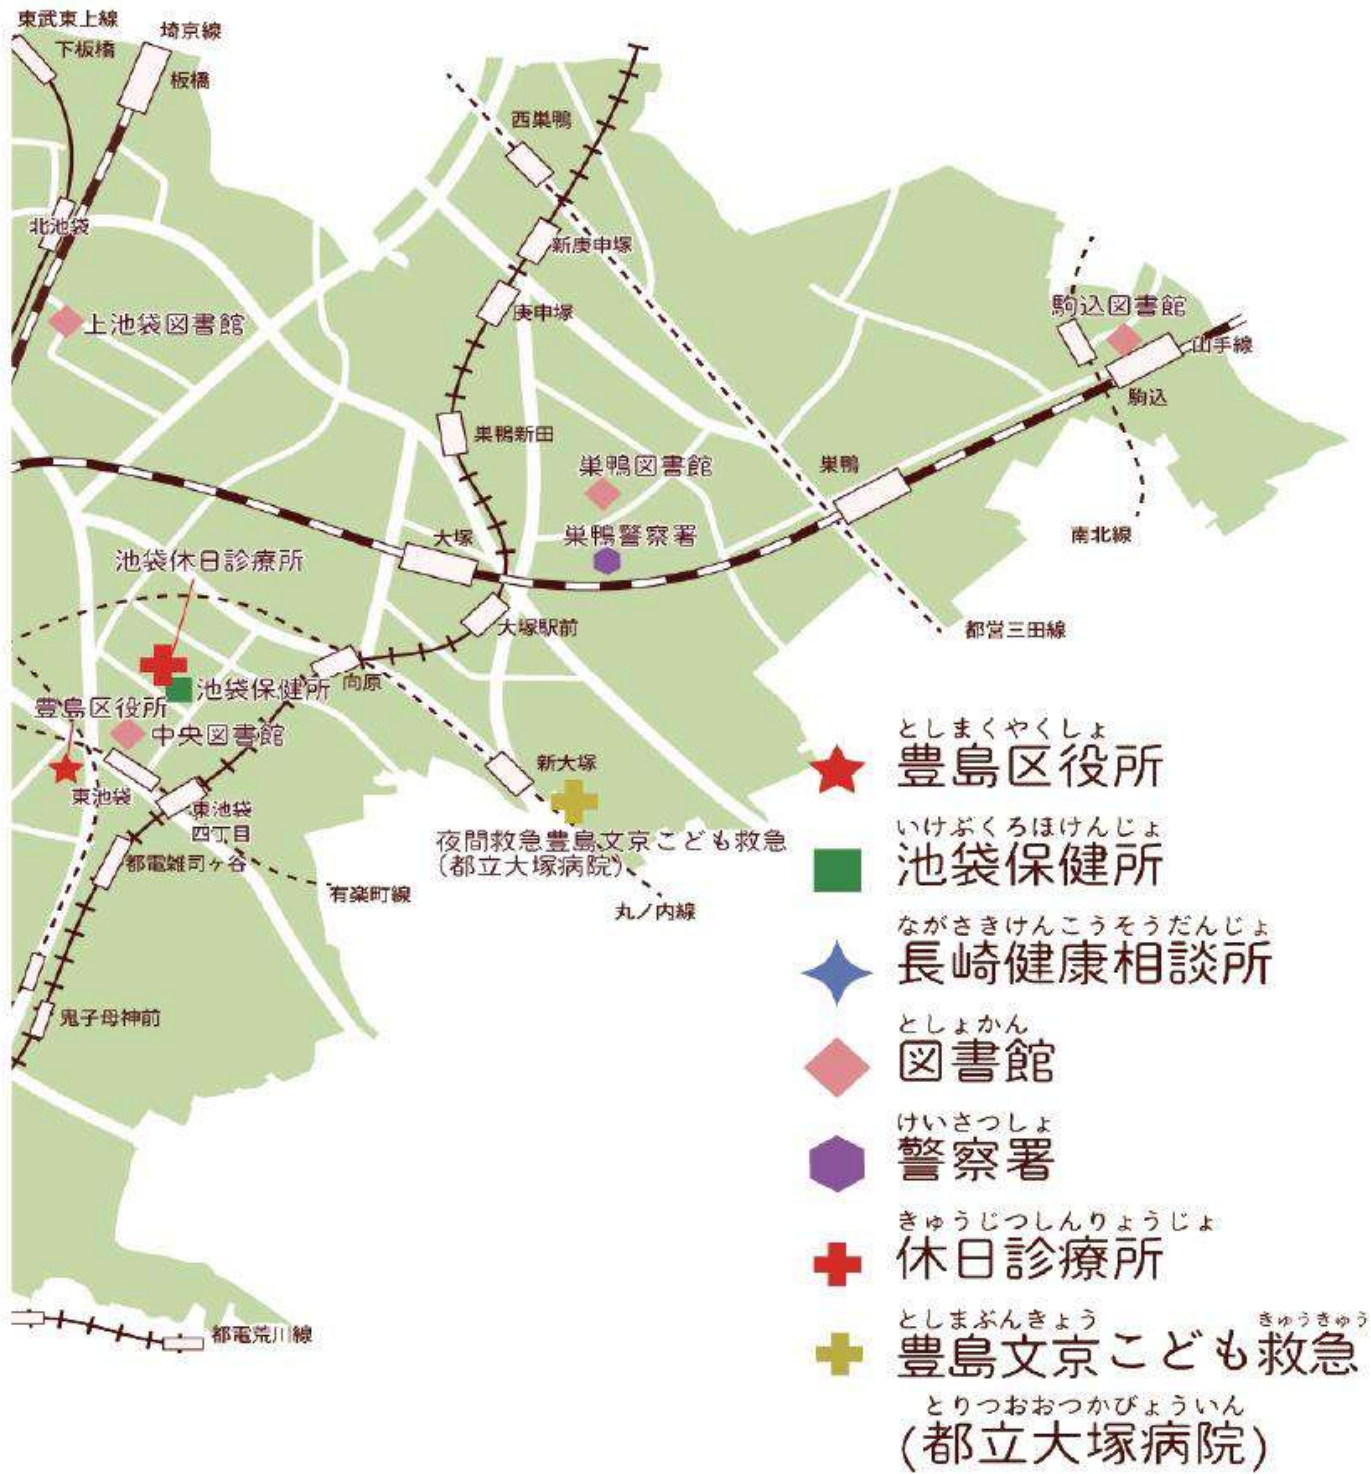 東武東上線
下板橋
埼京線
板橋
西巣鴨
北池袋
新庚申塚
庚申塚
上池袋図書館
駒込図書館
山手線
駒込
巣鴨新田
巣鴨図書館
巣鴨
巣鴨警察署
大塚
南北線
池袋休日診療所
大塚駅前
都営三田線
向原
池袋保健所
豊島区役所
中央図書館
新大塚
東池袋
東池袋
四丁目
夜間救急豊島文京こども救急
(都立大塚病院)
都電雑司ヶ谷
有楽町線
丸ノ内線
鬼子母神前
都電荒川線
としまくやくしょ
豊島区役所
いけぶくろほけんじょ
池袋保健所
ながさきけんこうそうだんじょ
長崎健康相談所
としょかん
図書館
けいさつしょ
警察署
きゅうじつしんりょうじょ
休日診療所
としまぶんきょう きゅうきゅう
豊島文京こども救急
とりつおおつかびょういん
(都立大塚病院)